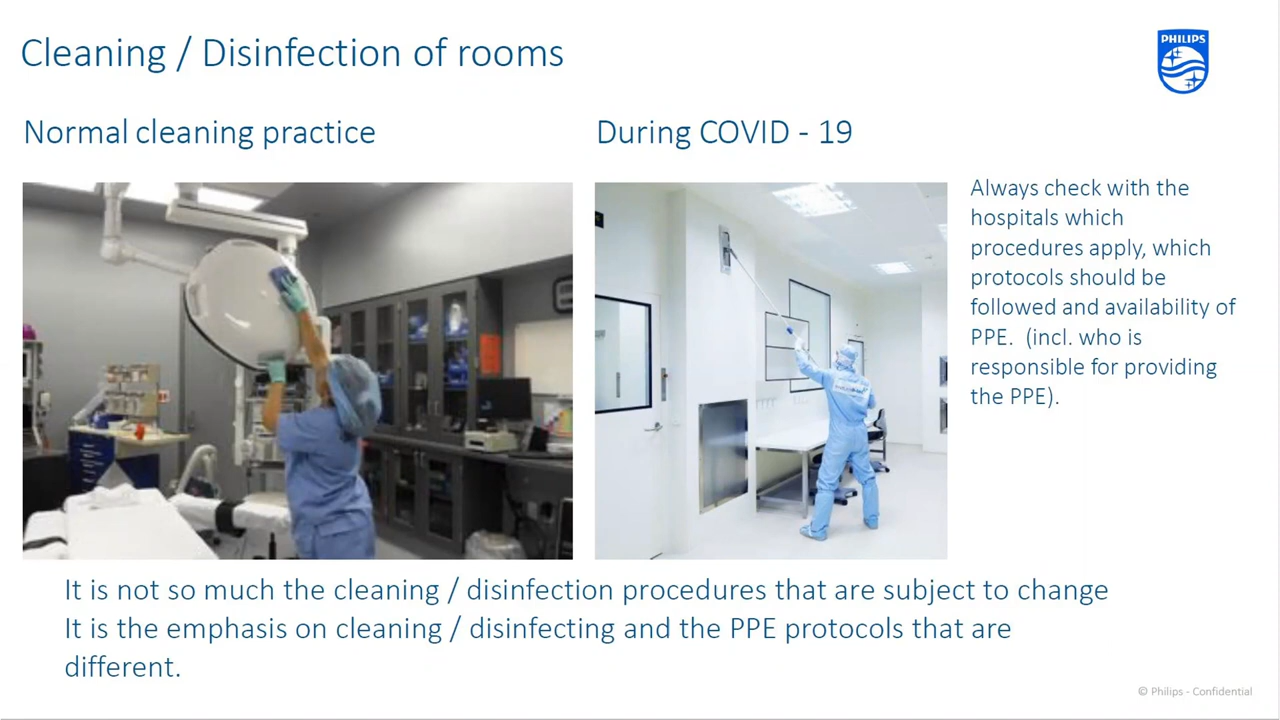 Cleaning / Disinfection of rooms
PHILIPS
Normal cleaning practice
During COVID - 19
Always check with the
hospitals which
procedures apply, which
protocols should be
followed and availability of
PPE. (incl. who is
responsible for providing
the PPE).
It is not so much the cleaning / disinfection procedures that are subject to change
It is the emphasis on cleaning / disinfecting and the PPE protocols that are
different.
© Philips - Confidential